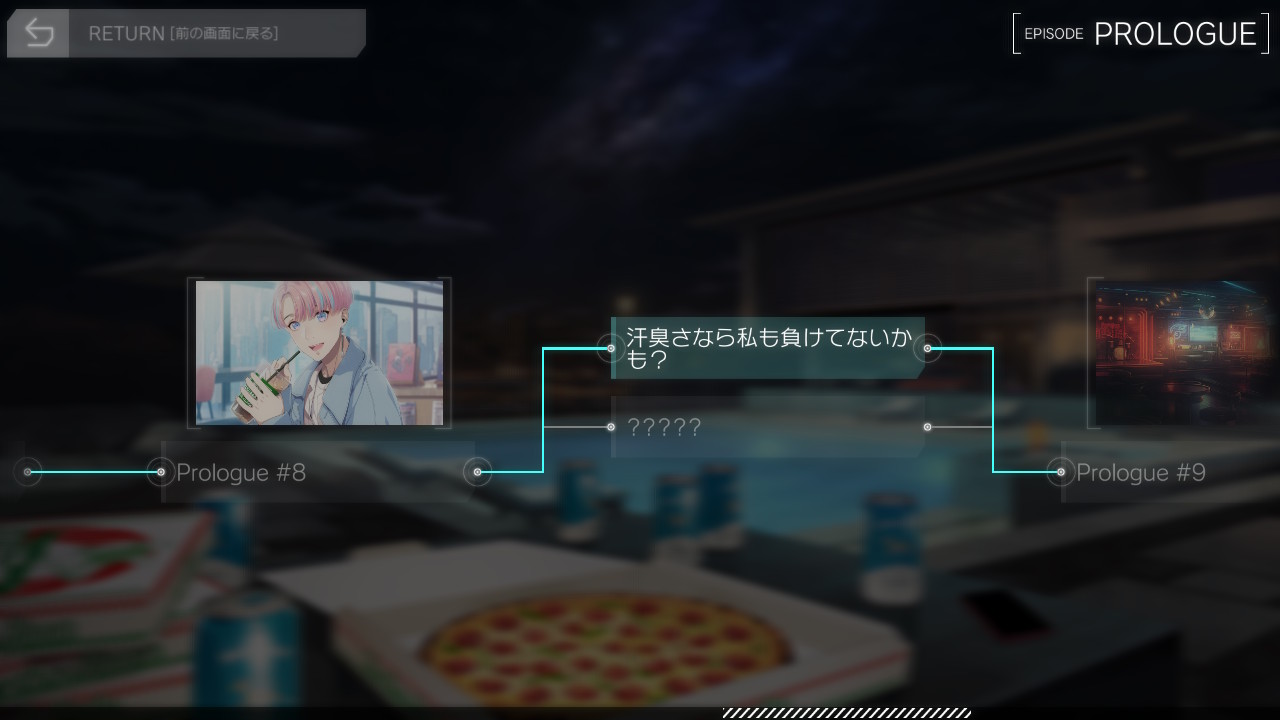 RETURN [前の画面に戻る]
EPISODE PROLOGUE
汗臭さなら私も負けてないか
も？
?????
Prologue #8
Prologue #9